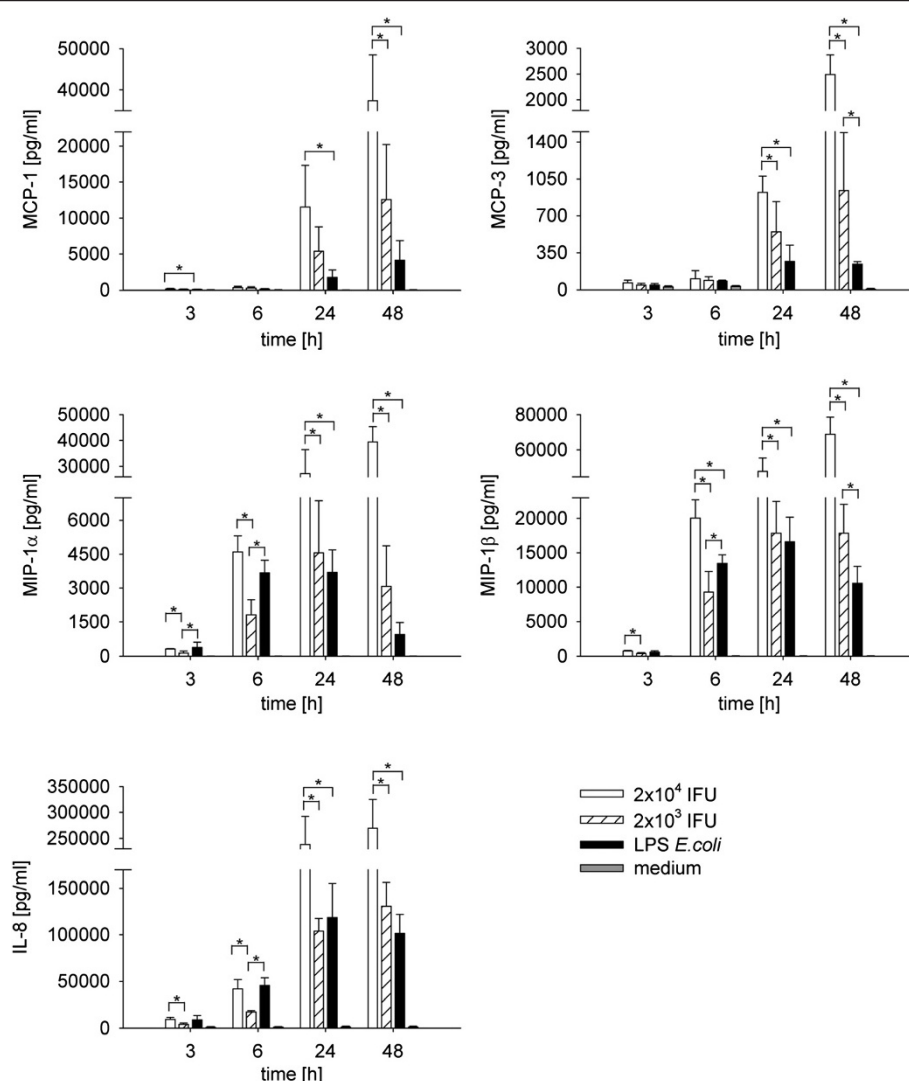 MCP-1 [pg/ml]
50000
40000
20000
15000
10000
5000
0
* * * *
3 6 24 48
time [h]
MCP-3 [pg/ml]
3000
2500
2000
1400
1050
700
350
0
* * * * *
3 6 24 48
time [h]
MIP-1α [pg/ml]
50000
40000
30000
6000
4500
3000
1500
0
* * * * * * * *
3 6 24 48
time [h]
MIP-1β [pg/ml]
80000
60000
20000
15000
10000
5000
0
* * * * * * * * *
3 6 24 48
time [h]
IL-8 [pg/ml]
350000
300000
250000
150000
100000
50000
0
* * * * * * *
3 6 24 48
time [h]
2x10⁴ IFU
2x10³ IFU
LPS E.coli
medium